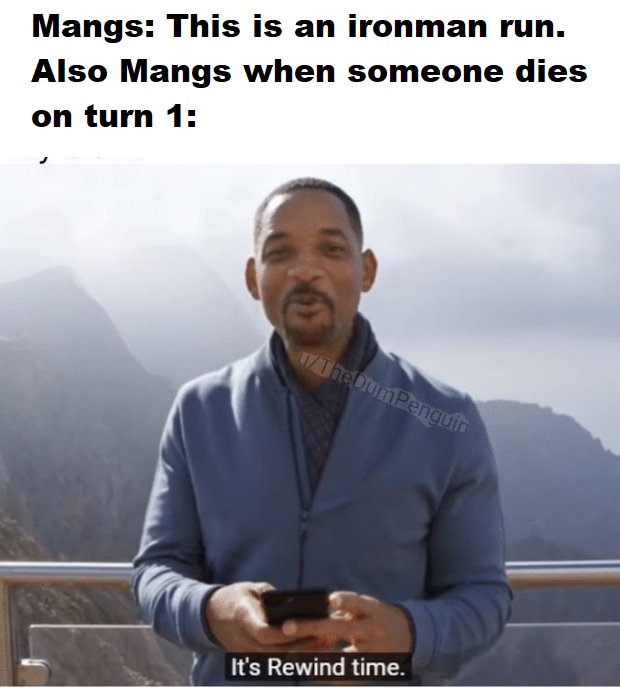 Mangs: This is an ironman run.
Also Mangs when someone dies
on turn 1:
u/TheDumPenguin
It's Rewind time.